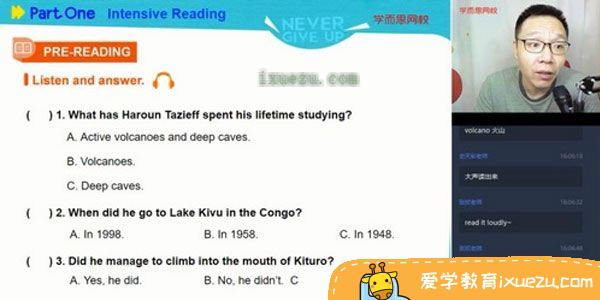 Part One Intensive Reading
NEVER
GIVE UP
学而思网校
学而思网校
PRE-READING
Listen and answer.
ixuezu.com
( ) 1. What has Haroun Tazieff spent his lifetime studying?
A. Active volcanoes and deep caves.
B. Volcanoes.
C. Deep caves.
( ) 2. When did he go to Lake Kivu in the Congo?
A. In 1998. B. In 1958. C. In 1948.
( ) 3. Did he manage to climb into the mouth of Kituro?
A. Yes, he did. B. No, he didn't. C
volcano 火山
16:06:18
大声读出来
16:06:32
read it loudly~
16:06:48
爱学教育ixuezu.com